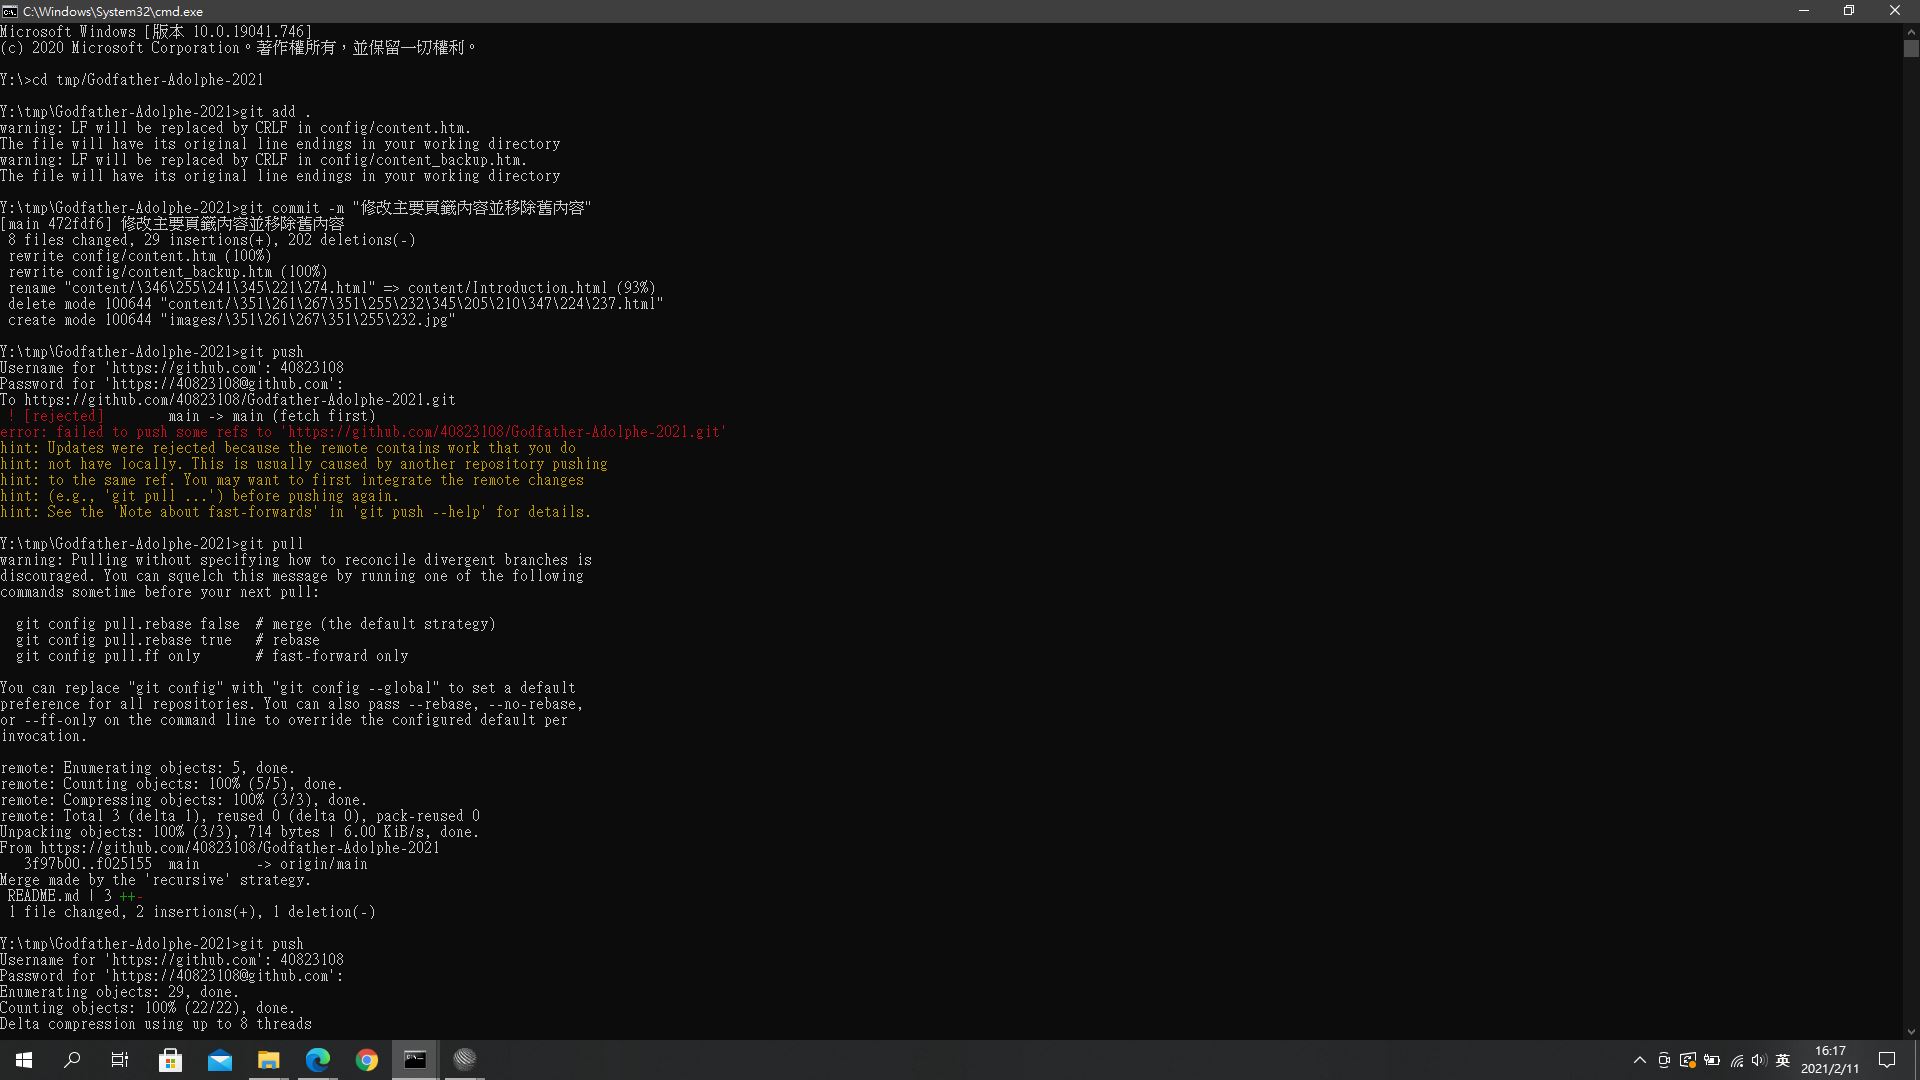 C:\Windows\System32\cmd.exe
Microsoft Windows [版本 10.0.19041.746]
(c) 2020 Microsoft Corporation。著作權所有，並保留一切權利。
Y:\>cd tmp/Godfather-Adolphe-2021
Y:\tmp\Godfather-Adolphe-2021>git add .
warning: LF will be replaced by CRLF in config/content.htm.
The file will have its original line endings in your working directory
warning: LF will be replaced by CRLF in config/content_backup.htm.
The file will have its original line endings in your working directory
Y:\tmp\Godfather-Adolphe-2021>git commit -m "修改主要頁籤內容並移除舊內容"
[main 472fdf6] 修改主要頁籤內容並移除舊內容
 8 files changed, 29 insertions(+), 202 deletions(-)
 rewrite config/content.htm (100%)
 rewrite config/content_backup.htm (100%)
 rename "content/\346\255\241\345\221\274.html" => content/Introduction.html (93%)
 delete mode 100644 "content/\351\261\267\351\255\232\345\205\210\347\224\237.html"
 create mode 100644 "images/\351\261\267\351\255\232.jpg"
Y:\tmp\Godfather-Adolphe-2021>git push
Username for 'https://github.com': 40823108
Password for 'https://40823108@github.com':
To https://github.com/40823108/Godfather-Adolphe-2021.git
 ! [rejected]        main -> main (fetch first)
error: failed to push some refs to 'https://github.com/40823108/Godfather-Adolphe-2021.git'
hint: Updates were rejected because the remote contains work that you do
hint: not have locally. This is usually caused by another repository pushing
hint: to the same ref. You may want to first integrate the remote changes
hint: (e.g., 'git pull ...') before pushing again.
hint: See the 'Note about fast-forwards' in 'git push --help' for details.
Y:\tmp\Godfather-Adolphe-2021>git pull
warning: Pulling without specifying how to reconcile divergent branches is
discouraged. You can squelch this message by running one of the following
commands sometime before your next pull:
  git config pull.rebase false  # merge (the default strategy)
  git config pull.rebase true   # rebase
  git config pull.ff only       # fast-forward only
You can replace "git config" with "git config --global" to set a default
preference for all repositories. You can also pass --rebase, --no-rebase,
or --ff-only on the command line to override the configured default per
invocation.
remote: Enumerating objects: 5, done.
remote: Counting objects: 100% (5/5), done.
remote: Compressing objects: 100% (3/3), done.
remote: Total 3 (delta 1), reused 0 (delta 0), pack-reused 0
Unpacking objects: 100% (3/3), 714 bytes | 6.00 KiB/s, done.
From https://github.com/40823108/Godfather-Adolphe-2021
   3f97b00..f025155  main       -> origin/main
Merge made by the 'recursive' strategy.
 README.md | 3 ++-
 1 file changed, 2 insertions(+), 1 deletion(-)
Y:\tmp\Godfather-Adolphe-2021>git push
Username for 'https://github.com': 40823108
Password for 'https://40823108@github.com':
Enumerating objects: 29, done.
Counting objects: 100% (22/22), done.
Delta compression using up to 8 threads
英
16:17
2021/2/11